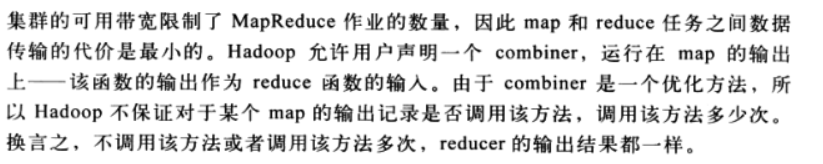 集群的可用带宽限制了 MapReduce 作业的数量，因此 map 和 reduce 任务之间数据
传输的代价是最小的。Hadoop 允许用户声明一个 combiner，运行在 map 的输出
上——该函数的输出作为 reduce 函数的输入。由于 combiner 是一个优化方法，所
以 Hadoop 不保证对于某个 map 的输出记录是否调用该方法，调用该方法多少次。
换言之，不调用该方法或者调用该方法多次，reducer 的输出结果都一样。